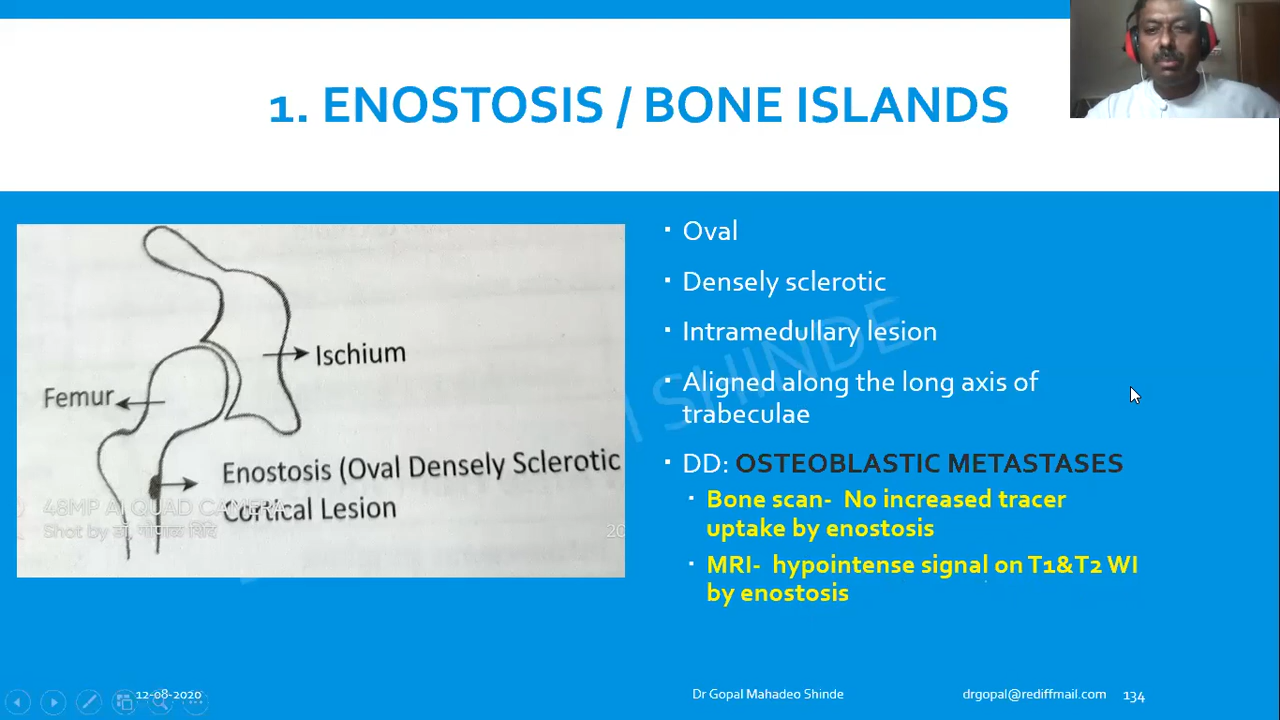 1. ENOSTOSIS / BONE ISLANDS
Ischium
Femur
Enostosis (Oval Densely Sclerotic
Cortical Lesion
48MP AI QUAD CAMERA
Shot by डॉ. गोपाळ शिंदे
20
▪ Oval
▪ Densely sclerotic
▪ Intramedullary lesion
▪ Aligned along the long axis of
trabeculae
▪ DD: OSTEOBLASTIC METASTASES
▪ Bone scan- No increased tracer
uptake by enostosis
▪ MRI- hypointense signal on T1&T2 WI
by enostosis
SHINDE
12-08-2020
Dr Gopal Mahadeo Shinde
drgopal@rediffmail.com
134